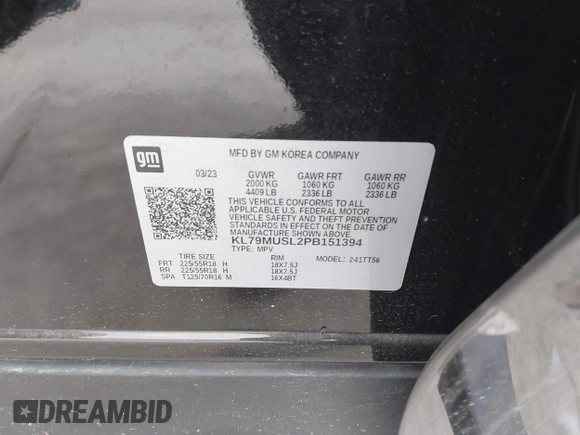 gm
MFD BY GM KOREA COMPANY
03/23 GVWR GAWR FRT GAWR RR
2000 KG 1060 KG 1060 KG
4409 LB 2336 LB 2336 LB
THIS VEHICLE CONFORMS TO ALL
APPLICABLE U.S. FEDERAL MOTOR
VEHICLE SAFETY AND THEFT
PREVENTION STANDARDS IN
EFFECT ON THE DATE OF
MANUFACTURE SHOWN ABOVE.
KL79MUSL2PB151394
TYPE: MPV MODEL: 241TT56
TIRE SIZE RIM
FRT 225/55R18 H 18X7.5J
RR 225/55R18 H 18X7.5J
SPA T125/70R16 M 16X4BT
DREAMBID